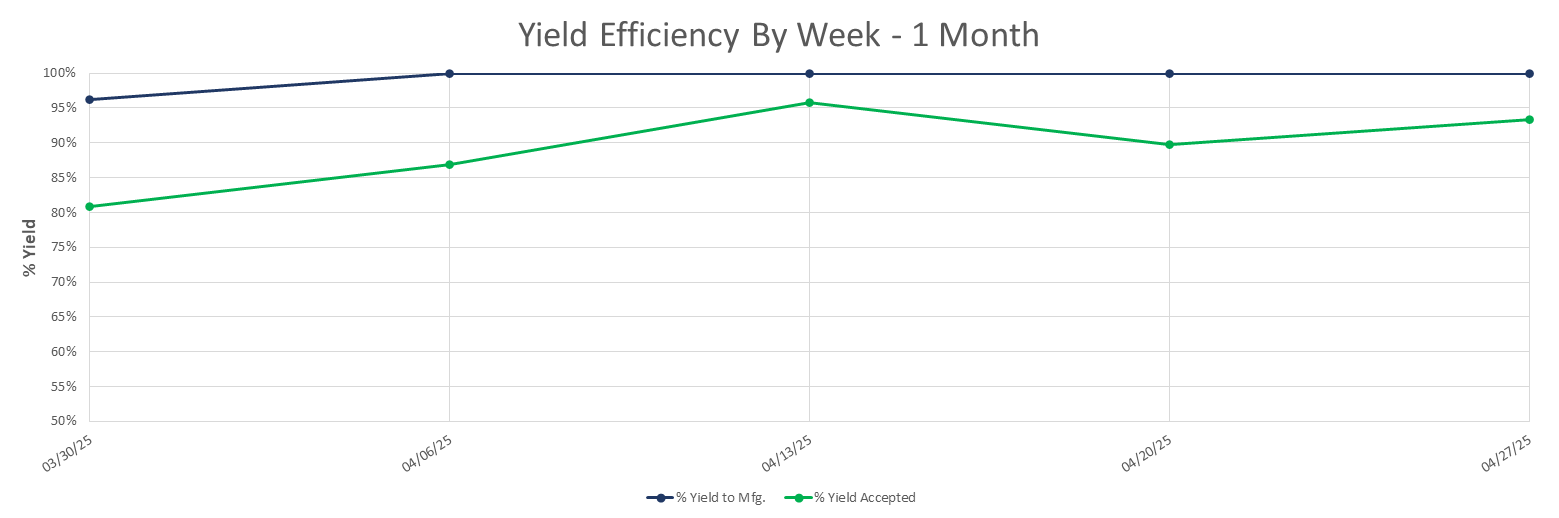 Yield Efficiency By Week - 1 Month
100%
95%
90%
85%
80%
75%
70%
65%
60%
55%
50%
% Yield
03/30/25 04/06/25 04/13/25 04/20/25 04/27/25
% Yield to Mfg. % Yield Accepted